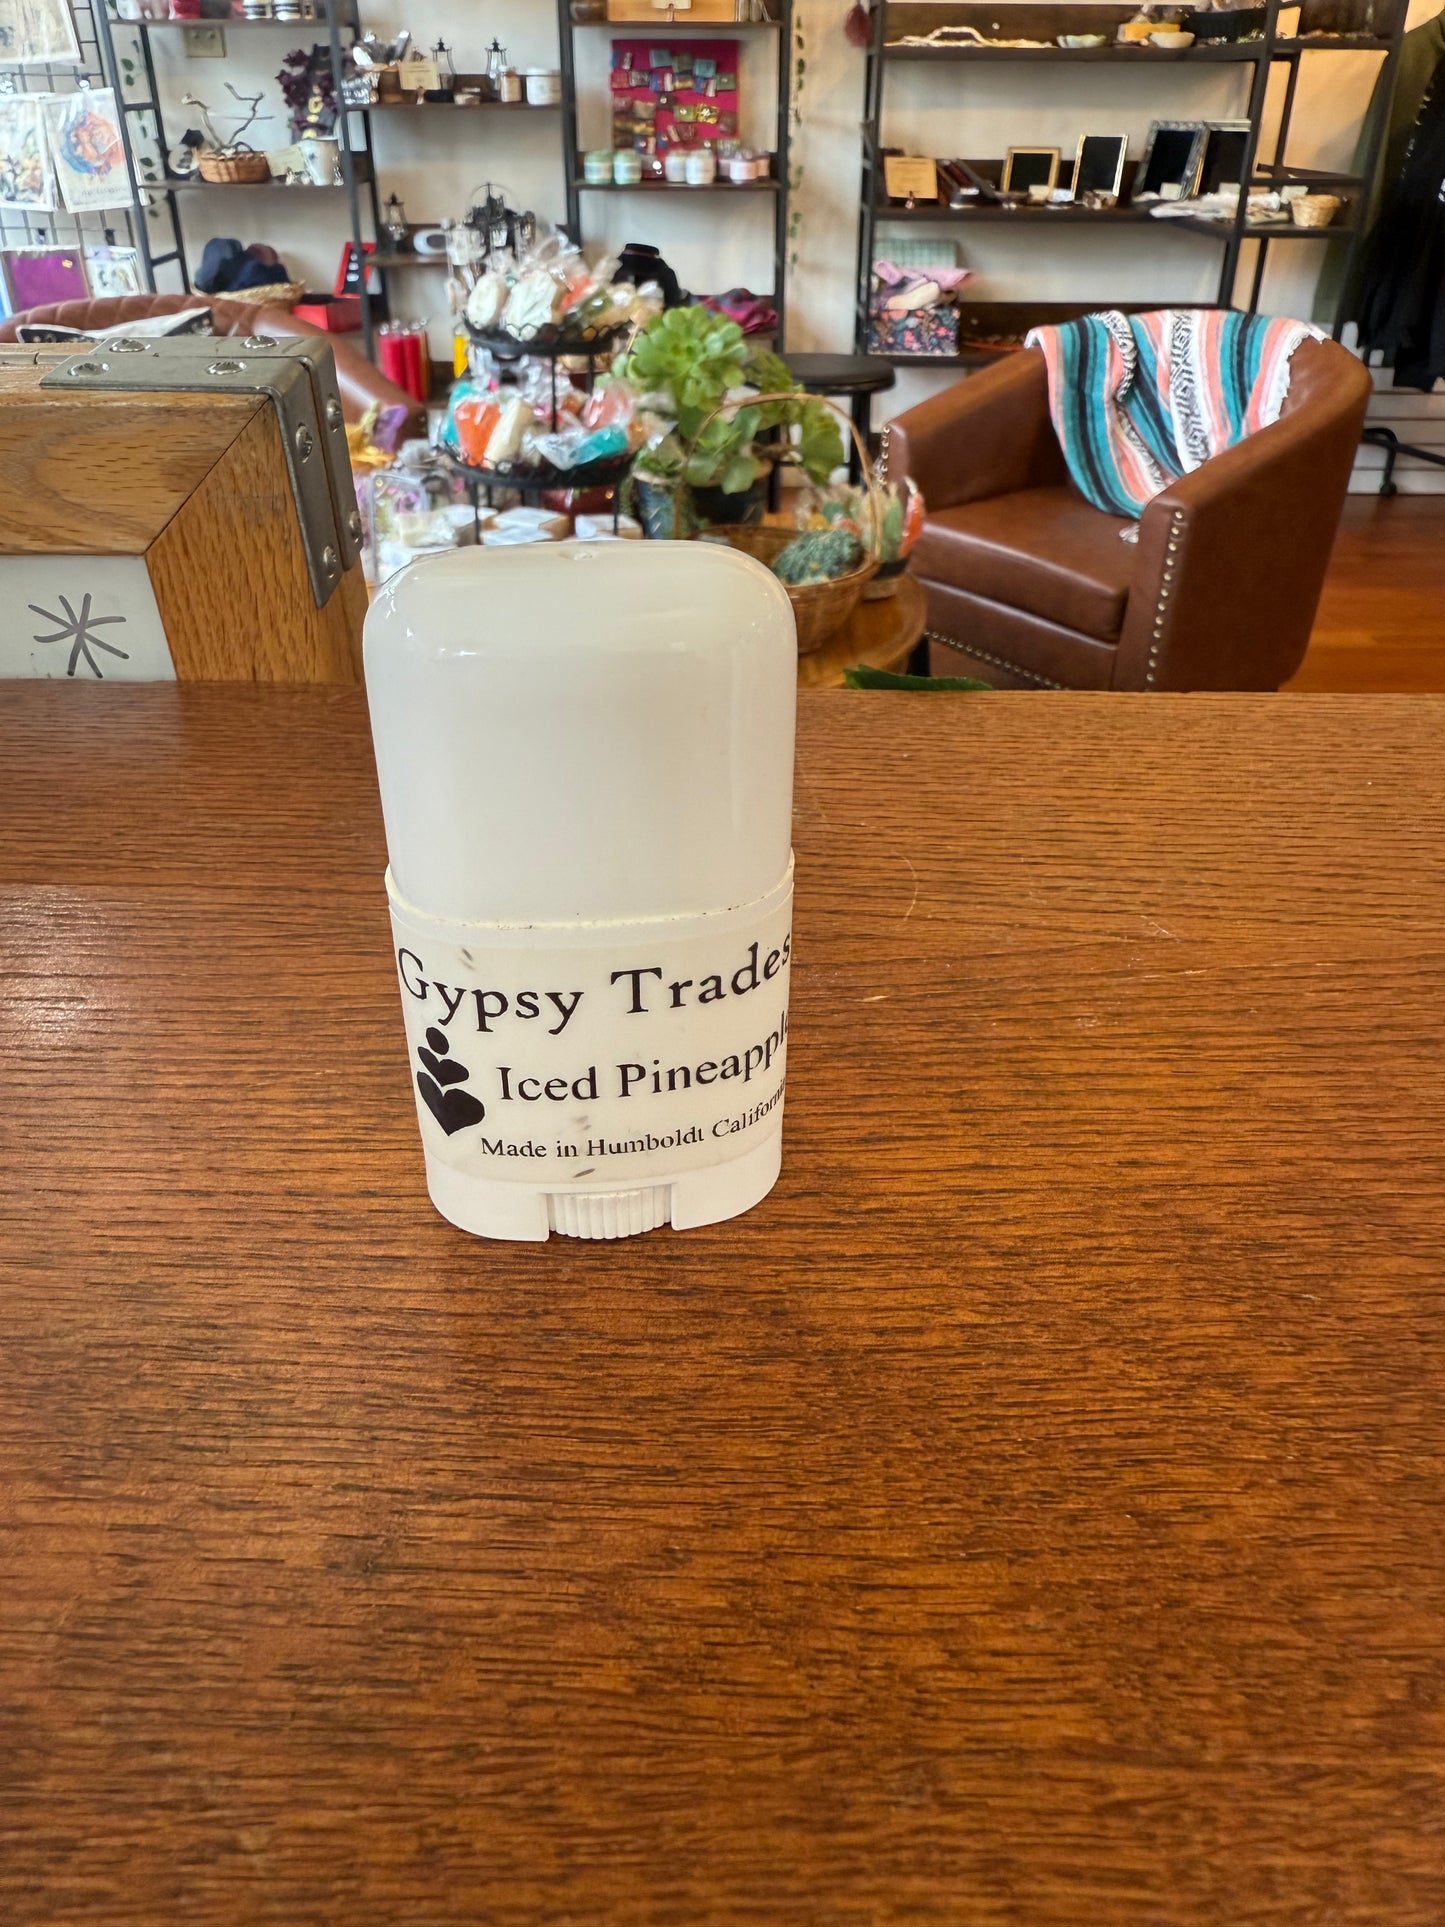 Gypsy Trades
Iced Pineapple
Made in Humboldt California